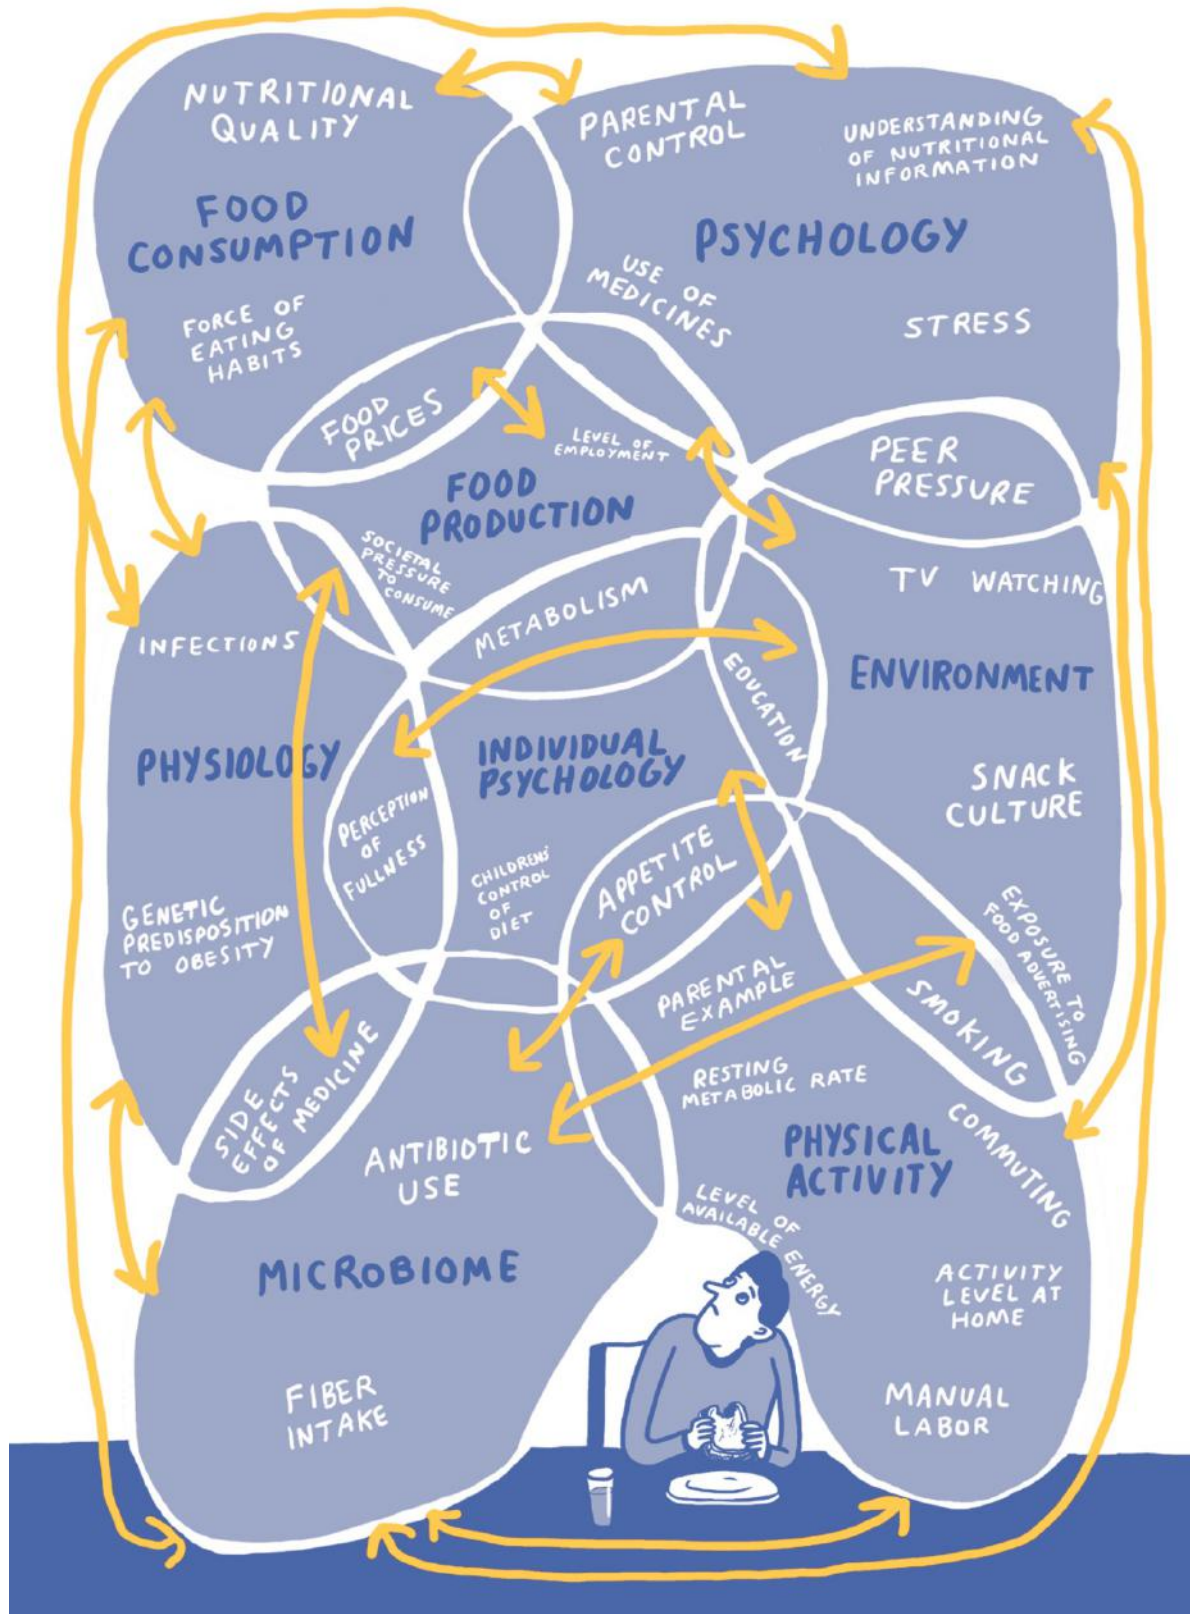 NUTRITIONAL
QUALITY
PARENTAL
CONTROL
UNDERSTANDING
OF NUTRITIONAL
INFORMATION
FOOD
CONSUMPTION
PSYCHOLOGY
USE OF
MEDICINES
FORCE OF
EATING
HABITS
STRESS
FOOD
PRICES
LEVEL OF
EMPLOYMENT
PEER
PRESSURE
FOOD
PRODUCTION
SOCIETAL
PRESSURE
TO
CONSUME
TV WATCHING
METABOLISM
INFECTIONS
EDUCATION
ENVIRONMENT
PHYSIOLOGY
INDIVIDUAL
PSYCHOLOGY
SNACK
CULTURE
PERCEPTION
OF
FULLNESS
CHILDRENS'
CONTROL
OF
DIET
APPETITE
CONTROL
GENETIC
PREDISPOSITION
TO OBESITY
EXPOSURE TO
FOOD ADVERTISING
PARENTAL
EXAMPLE
SMOKING
SIDE
EFFECTS
OF MEDICINE
RESTING
METABOLIC RATE
ANTIBIOTIC
USE
PHYSICAL
ACTIVITY
COMMUTING
LEVEL OF
AVAILABLE ENERGY
MICROBIOME
ACTIVITY
LEVEL AT
HOME
FIBER
INTAKE
MANUAL
LABOR